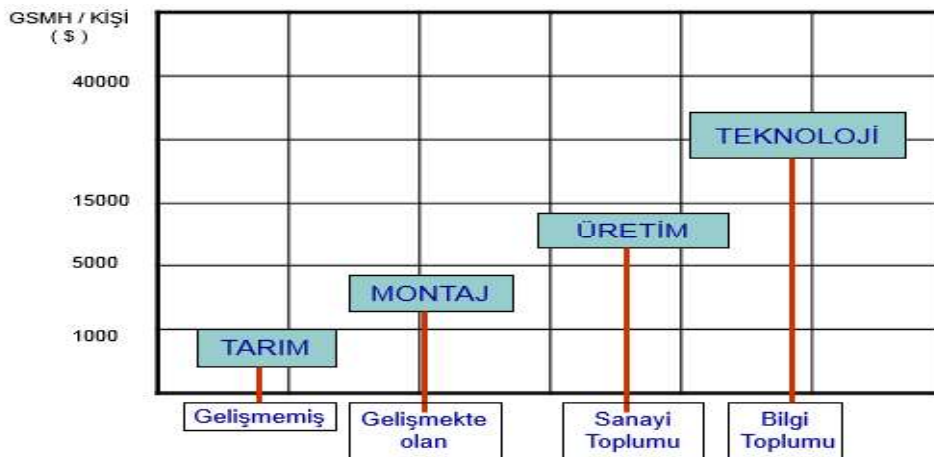 GSMH / KİŞİ
( $ )
40000
TEKNOLOJİ
15000
ÜRETİM
5000
MONTAJ
1000
TARIM
Gelişmemiş
Gelişmekte
olan
Sanayi
Toplumu
Bilgi
Toplumu